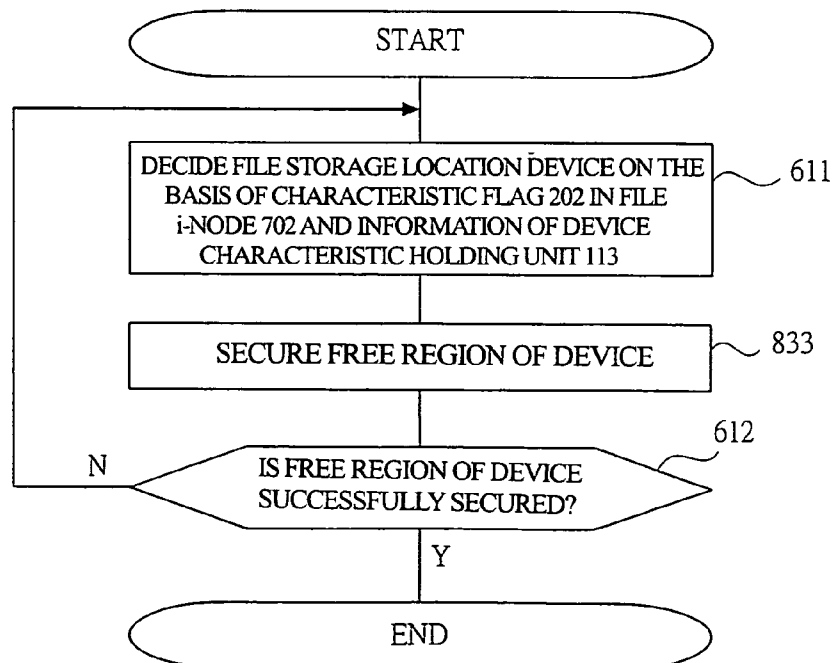 START
DECIDE FILE STORAGE LOCATION DEVICE ON THE
BASIS OF CHARACTERISTIC FLAG 202 IN FILE
i-NODE 702 AND INFORMATION OF DEVICE
CHARACTERISTIC HOLDING UNIT 113
611
SECURE FREE REGION OF DEVICE
833
612
IS FREE REGION OF DEVICE
SUCCESSFULLY SECURED?
N
Y
END